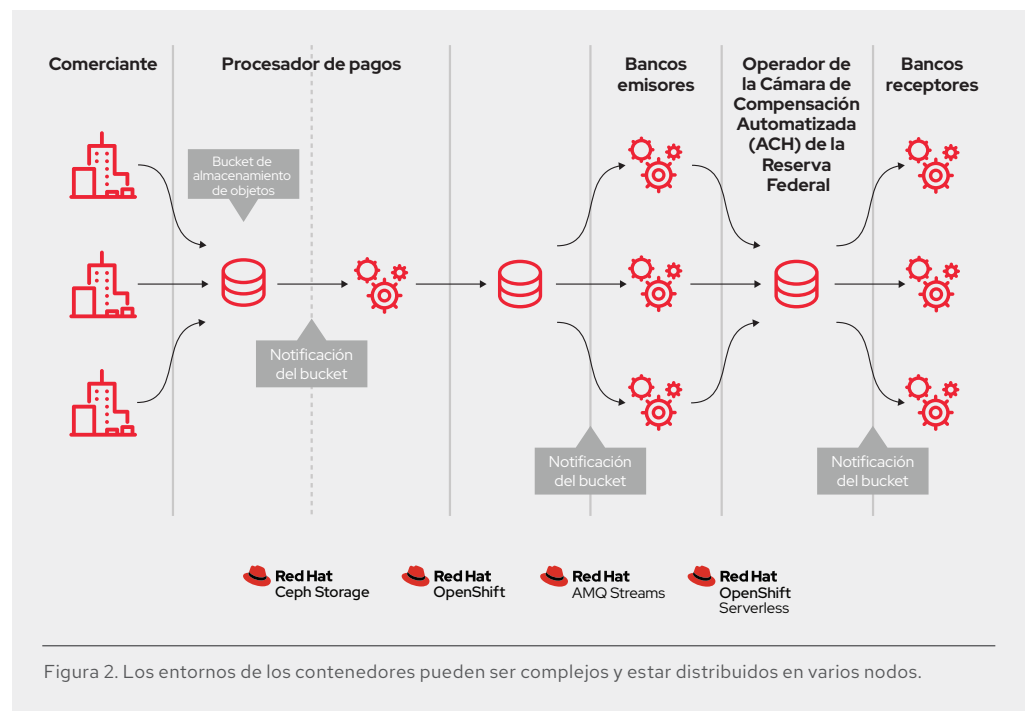 Comerciante
Procesador de pagos
Bancos
emisores
Operador de
la Cámara de
Compensación
Automatizada
(ACH) de la
Reserva
Federal
Bancos
receptores
Bucket de
almacenamiento
de objetos
Notificación
del bucket
Notificación
del bucket
Notificación
del bucket
Red Hat
Ceph Storage
Red Hat
OpenShift
Red Hat
AMQ Streams
Red Hat
OpenShift
Serverless
Figura 2. Los entornos de los contenedores pueden ser complejos y estar distribuidos en varios nodos.